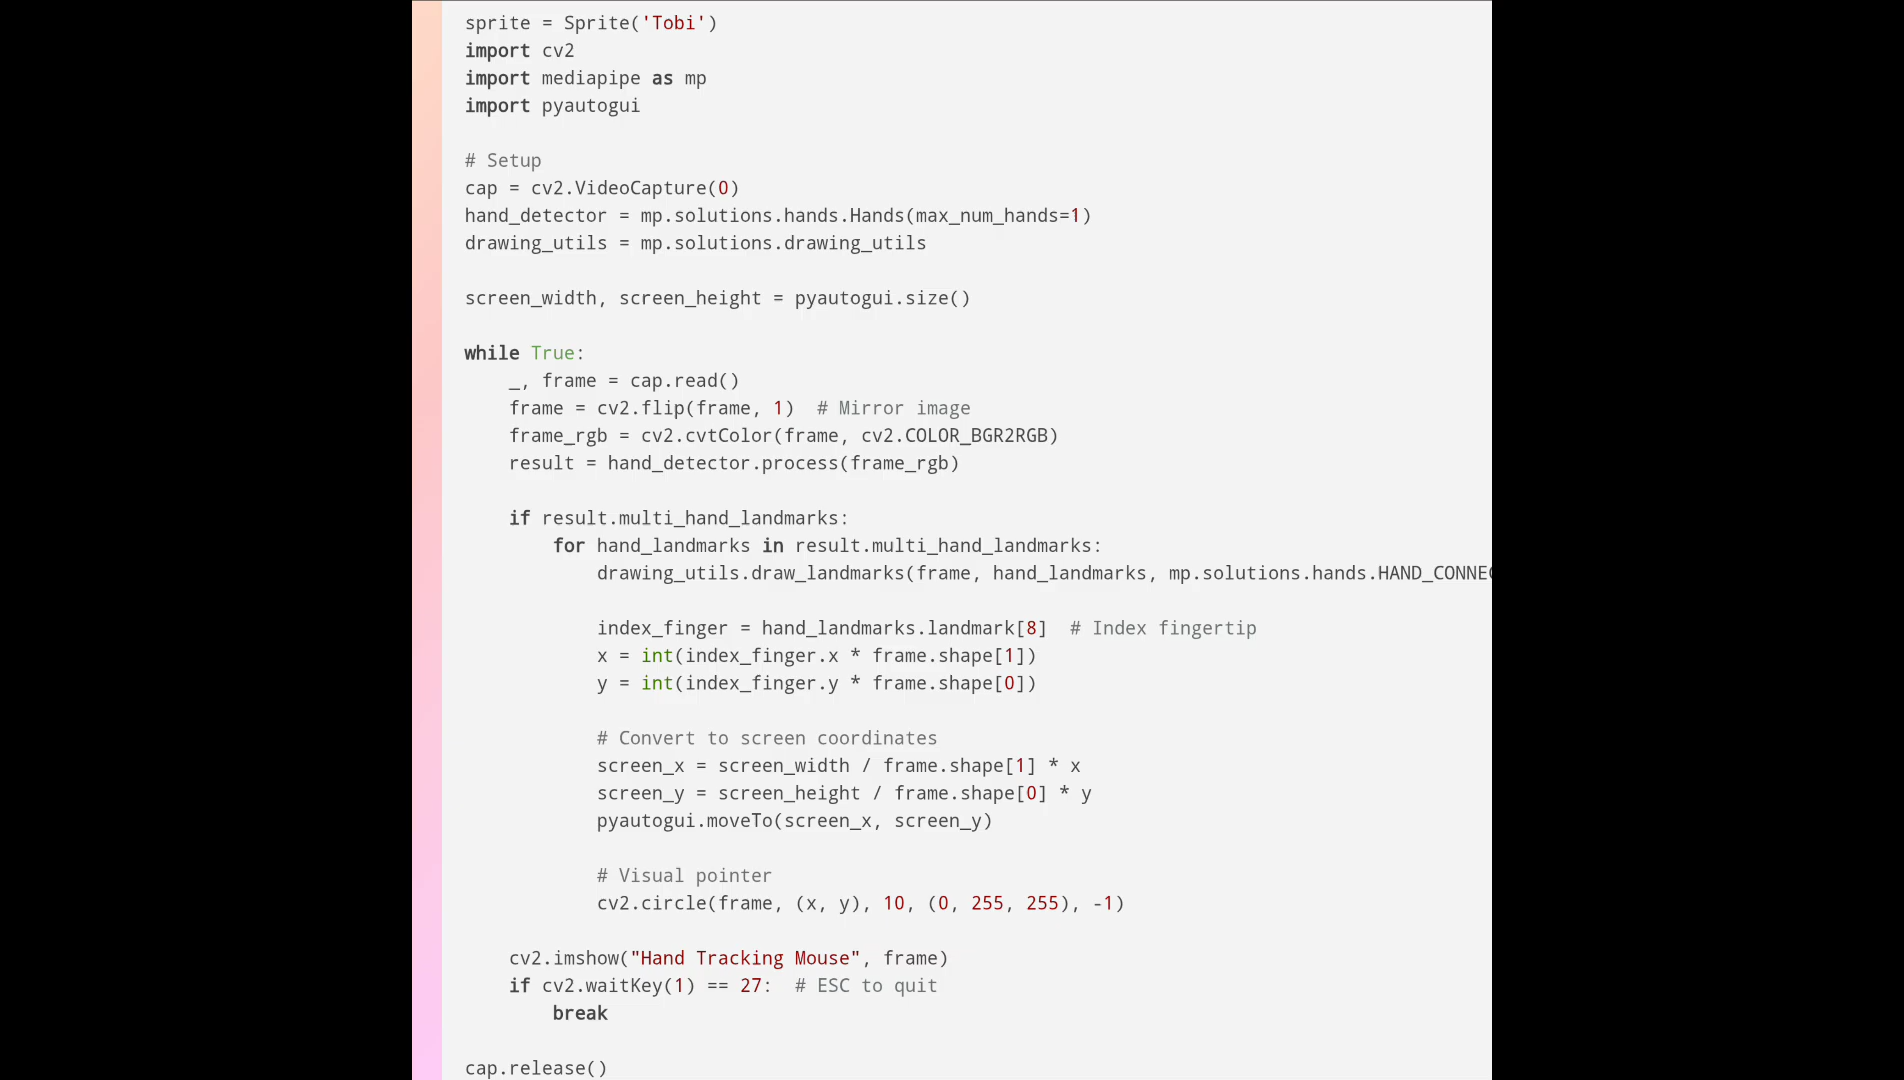 sprite = Sprite('Tobi')
import cv2
import mediapipe as mp
import pyautogui

# Setup
cap = cv2.VideoCapture(0)
hand_detector = mp.solutions.hands.Hands(max_num_hands=1)
drawing_utils = mp.solutions.drawing_utils

screen_width, screen_height = pyautogui.size()

while True:
    _, frame = cap.read()
    frame = cv2.flip(frame, 1)  # Mirror image
    frame_rgb = cv2.cvtColor(frame, cv2.COLOR_BGR2RGB)
    result = hand_detector.process(frame_rgb)

    if result.multi_hand_landmarks:
        for hand_landmarks in result.multi_hand_landmarks:
            drawing_utils.draw_landmarks(frame, hand_landmarks, mp.solutions.hands.HAND_CONNEC

            index_finger = hand_landmarks.landmark[8]  # Index fingertip
            x = int(index_finger.x * frame.shape[1])
            y = int(index_finger.y * frame.shape[0])

            # Convert to screen coordinates
            screen_x = screen_width / frame.shape[1] * x
            screen_y = screen_height / frame.shape[0] * y
            pyautogui.moveTo(screen_x, screen_y)

            # Visual pointer
            cv2.circle(frame, (x, y), 10, (0, 255, 255), -1)

    cv2.imshow("Hand Tracking Mouse", frame)
    if cv2.waitKey(1) == 27:  # ESC to quit
        break

cap.release()